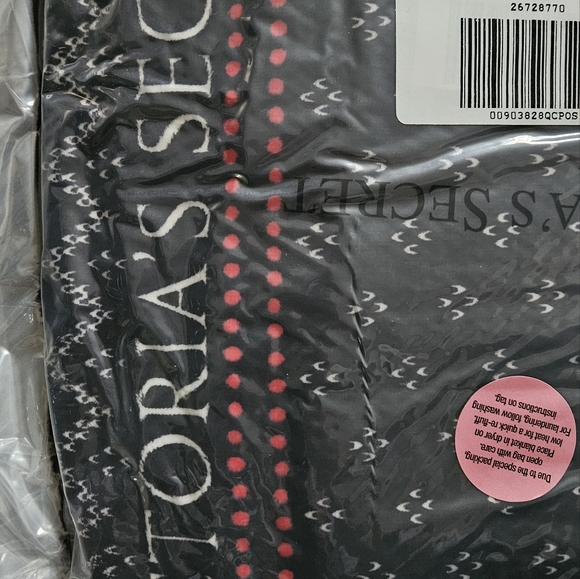 26728770
00903828QCPOS
TORIA'S SEC
A'S SECRET
Due to the special packing,
open bag with care.
Place blanket in dryer on
low heat for a quick re-fluff.
For laundering, follow washing
instructions on tag.